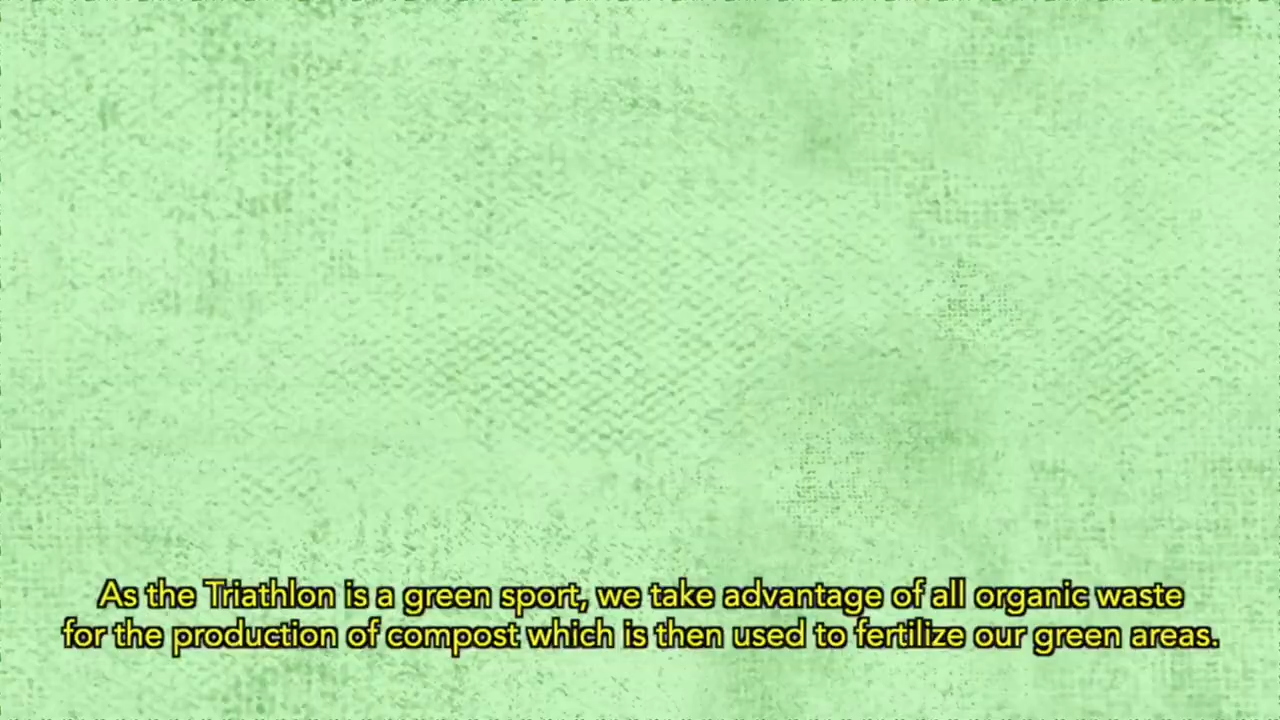 As the Triathlon is a green sport, we take advantage of all organic waste
for the production of compost which is then used to fertilize our green areas.